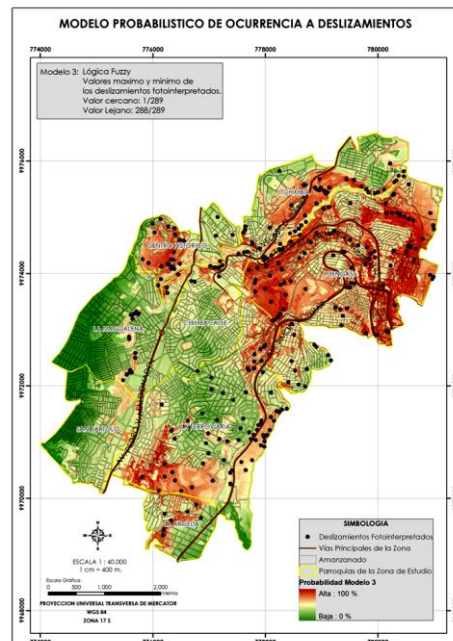 MODELO PROBABILISTICO DE OCURRENCIA A DESLIZAMIENTOS
774000 776000 778000 780000
Modelo 3: Lógica Fuzzy
Valores maximo y minimo de
los deslizamientos fotointerpretados.
Valor cercano: 1/289
Valor Lejano: 288/289
9976000
ITCHIMBIA
CENTRO HISTORICO
9974000
PUENGASI
LA MAGDALENA
CHIMBACALLE
9972000
SAN BARTOLO
LA FERROVIARIA
9970000
ESCALA 1 : 40.000
1 cm = 400 m.
Escala Gráfica:
0 500 1.000 2.000
Metros
PROYECCION UNIVERSAL TRANSVERSA DE MERCATOR
WGS 84
ZONA 17 S
9968000
SIMBOLOGIA
Deslizamientos Fotointerpretados
Vías Principales de la Zona
Amanzanado
Parroquias de la Zona de Estudio
Probabilidad Modelo 3
Alta : 100 %
Baja : 0 %